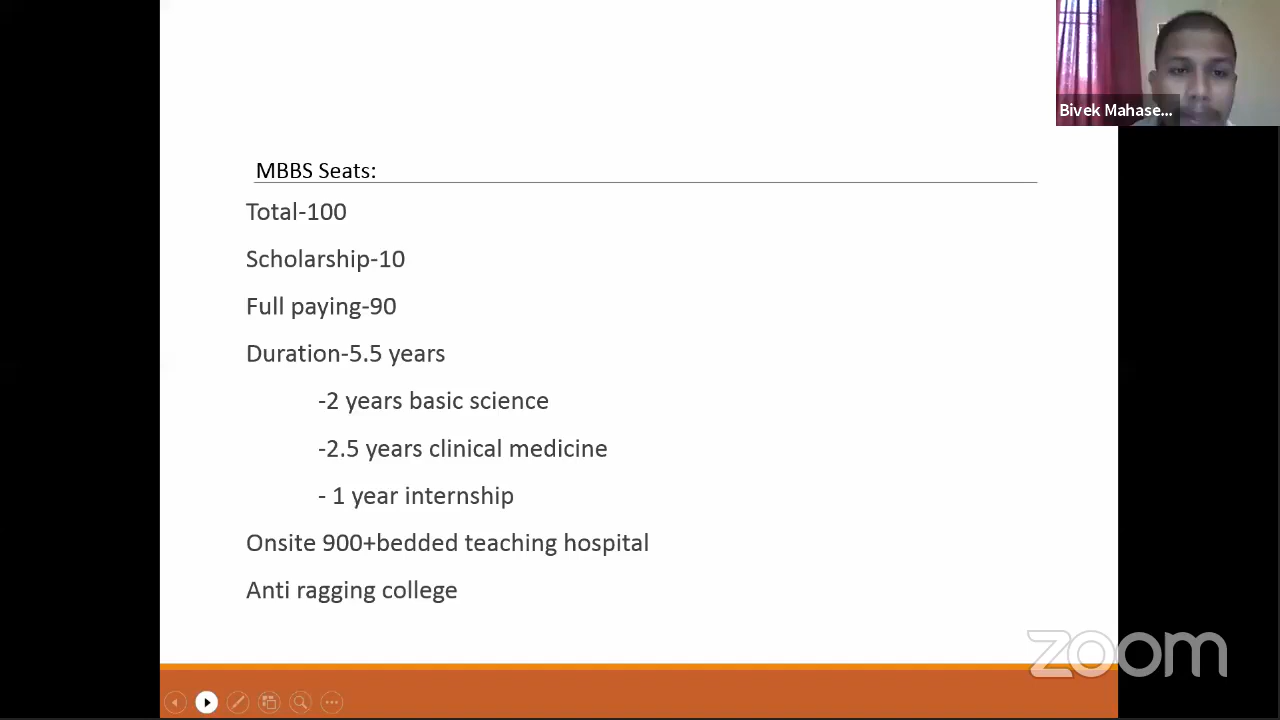 Bivek Mahase...
MBBS Seats:
Total-100
Scholarship-10
Full paying-90
Duration-5.5 years
-2 years basic science
-2.5 years clinical medicine
- 1 year internship
Onsite 900+bedded teaching hospital
Anti ragging college
zoom